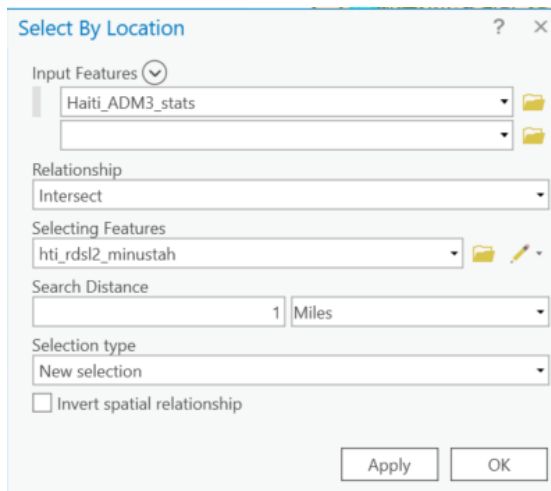 Select By Location ? ×
Input Features
Haiti_ADM3_stats
Relationship
Intersect
Selecting Features
hti_rdsl2_minustah
Search Distance
1 Miles
Selection type
New selection
Invert spatial relationship
Apply OK